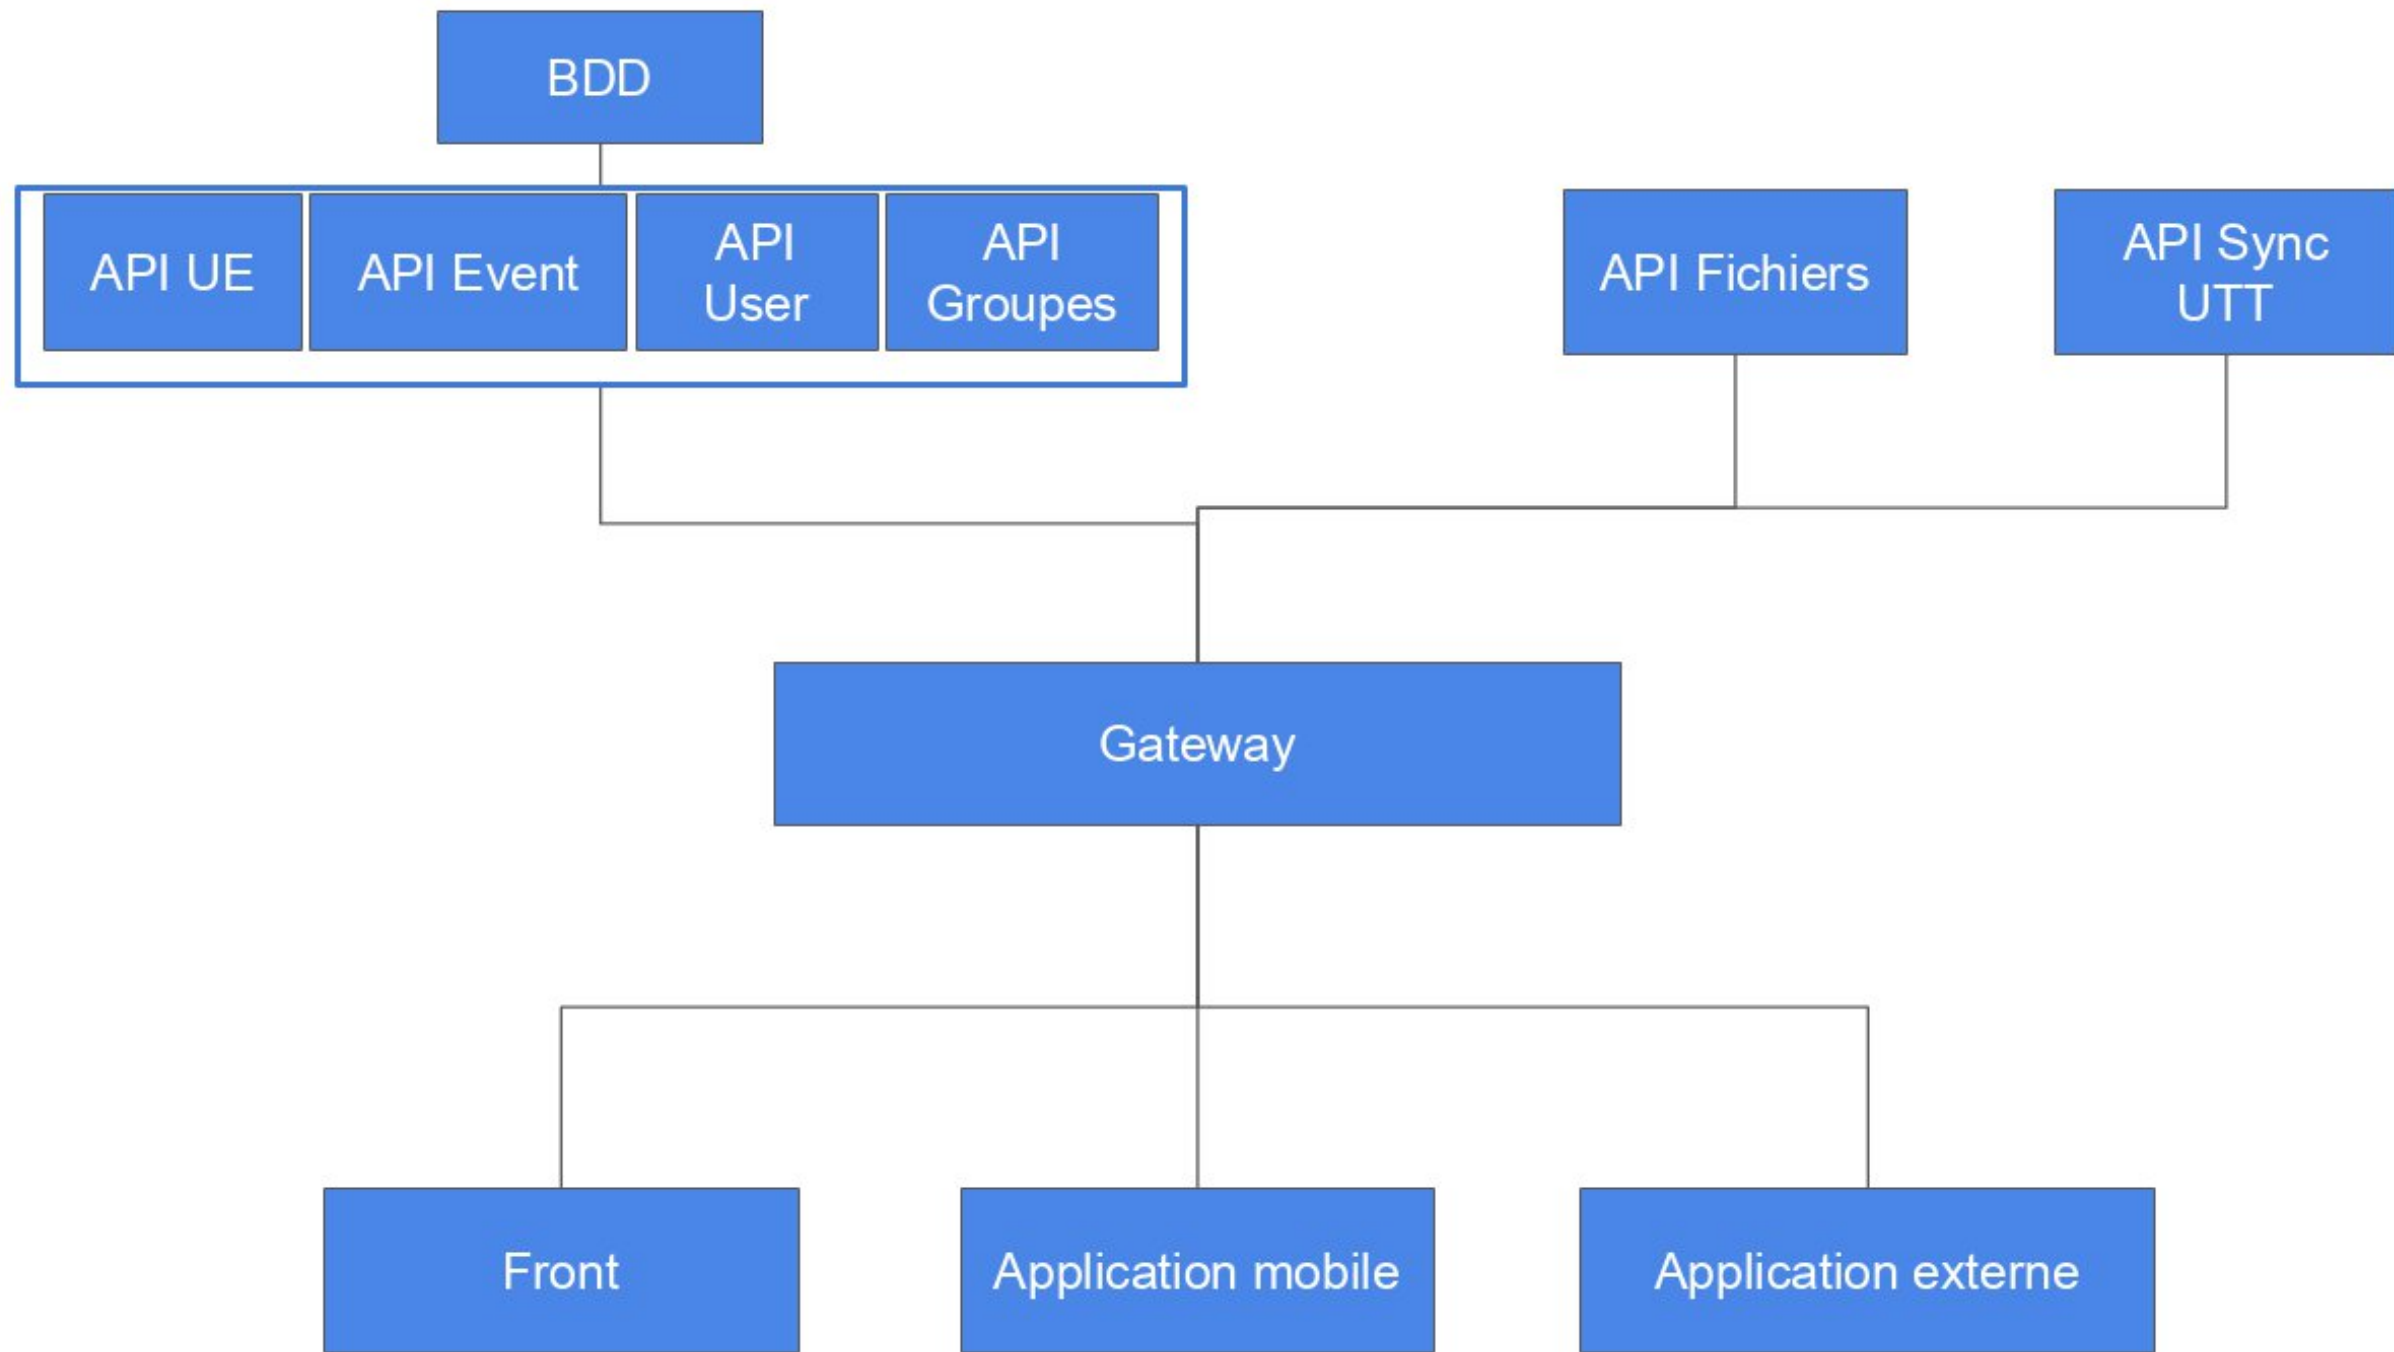 BDD
API UE
API Event
API
User
API
Groupes
API Fichiers
API Sync
UTT
Gateway
Front
Application mobile
Application externe